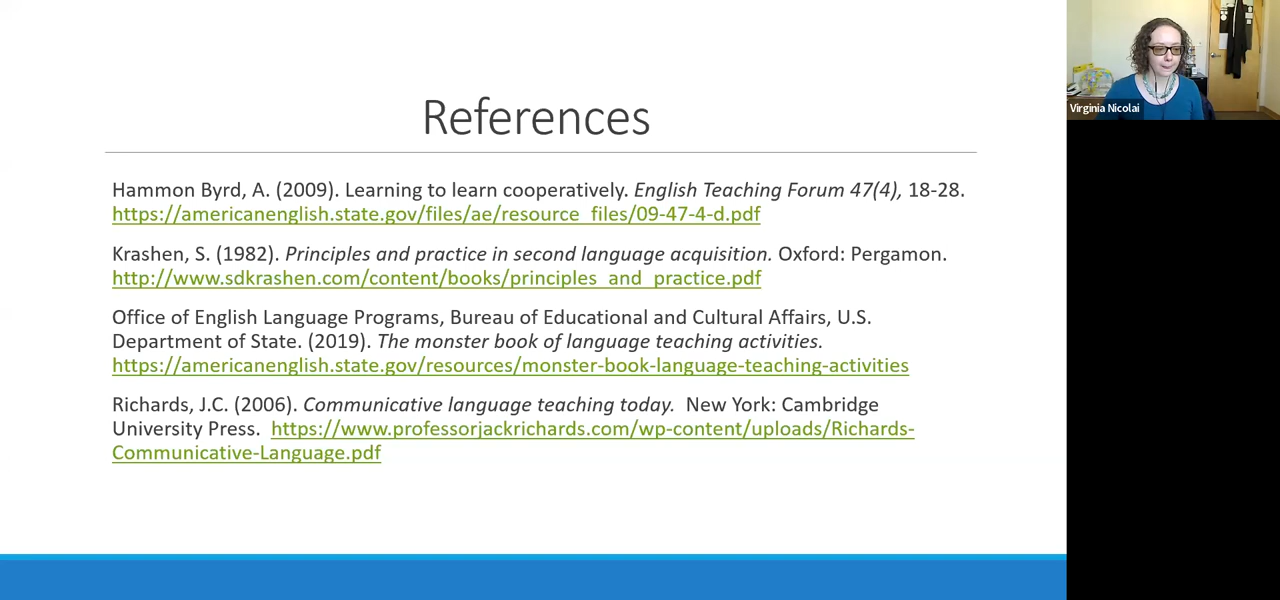 References
Hammon Byrd, A. (2009). Learning to learn cooperatively. English Teaching Forum 47(4), 18-28.
https://americanenglish.state.gov/files/ae/resource_files/09-47-4-d.pdf
Krashen, S. (1982). Principles and practice in second language acquisition. Oxford: Pergamon.
http://www.sdkrashen.com/content/books/principles_and_practice.pdf
Office of English Language Programs, Bureau of Educational and Cultural Affairs, U.S.
Department of State. (2019). The monster book of language teaching activities.
https://americanenglish.state.gov/resources/monster-book-language-teaching-activities
Richards, J.C. (2006). Communicative language teaching today. New York: Cambridge
University Press. https://www.professorjackrichards.com/wp-content/uploads/Richards-
Communicative-Language.pdf
Virginia Nicolai